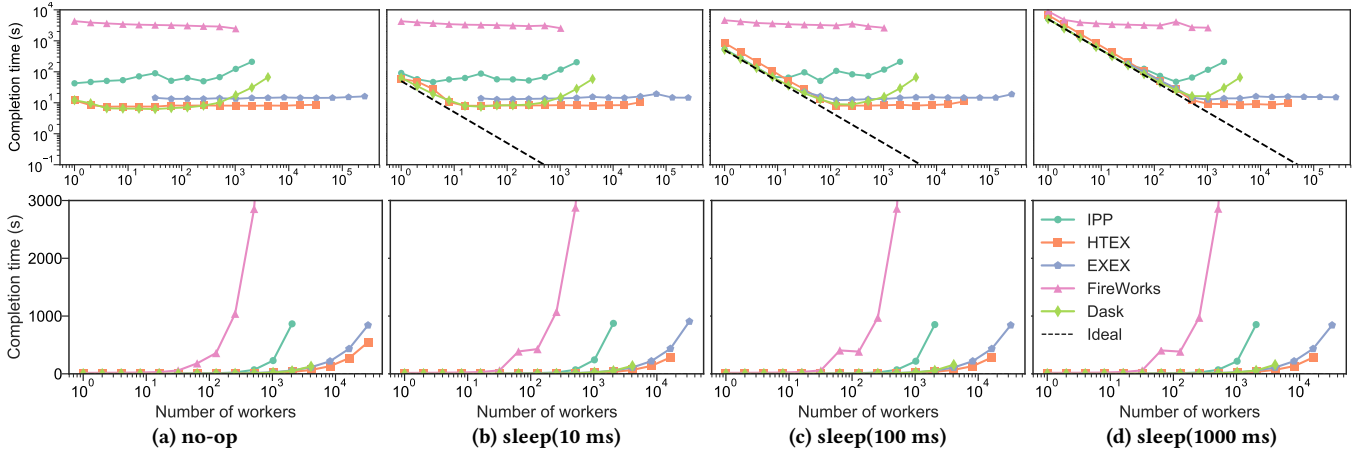 Completion time (s)
10^4
10^3
10^2
10^1
10^0
10^-1
10^0 10^1 10^2 10^3 10^4 10^5
10^0 10^1 10^2 10^3 10^4 10^5
10^0 10^1 10^2 10^3 10^4 10^5
10^0 10^1 10^2 10^3 10^4 10^5
Completion time (s)
3000
2000
1000
0
IPP
HTEX
EXEX
FireWorks
Dask
Ideal
10^0 10^1 10^2 10^3 10^4
10^0 10^1 10^2 10^3 10^4
10^0 10^1 10^2 10^3 10^4
10^0 10^1 10^2 10^3 10^4
Number of workers Number of workers Number of workers Number of workers
(a) no-op (b) sleep(10 ms) (c) sleep(100 ms) (d) sleep(1000 ms)